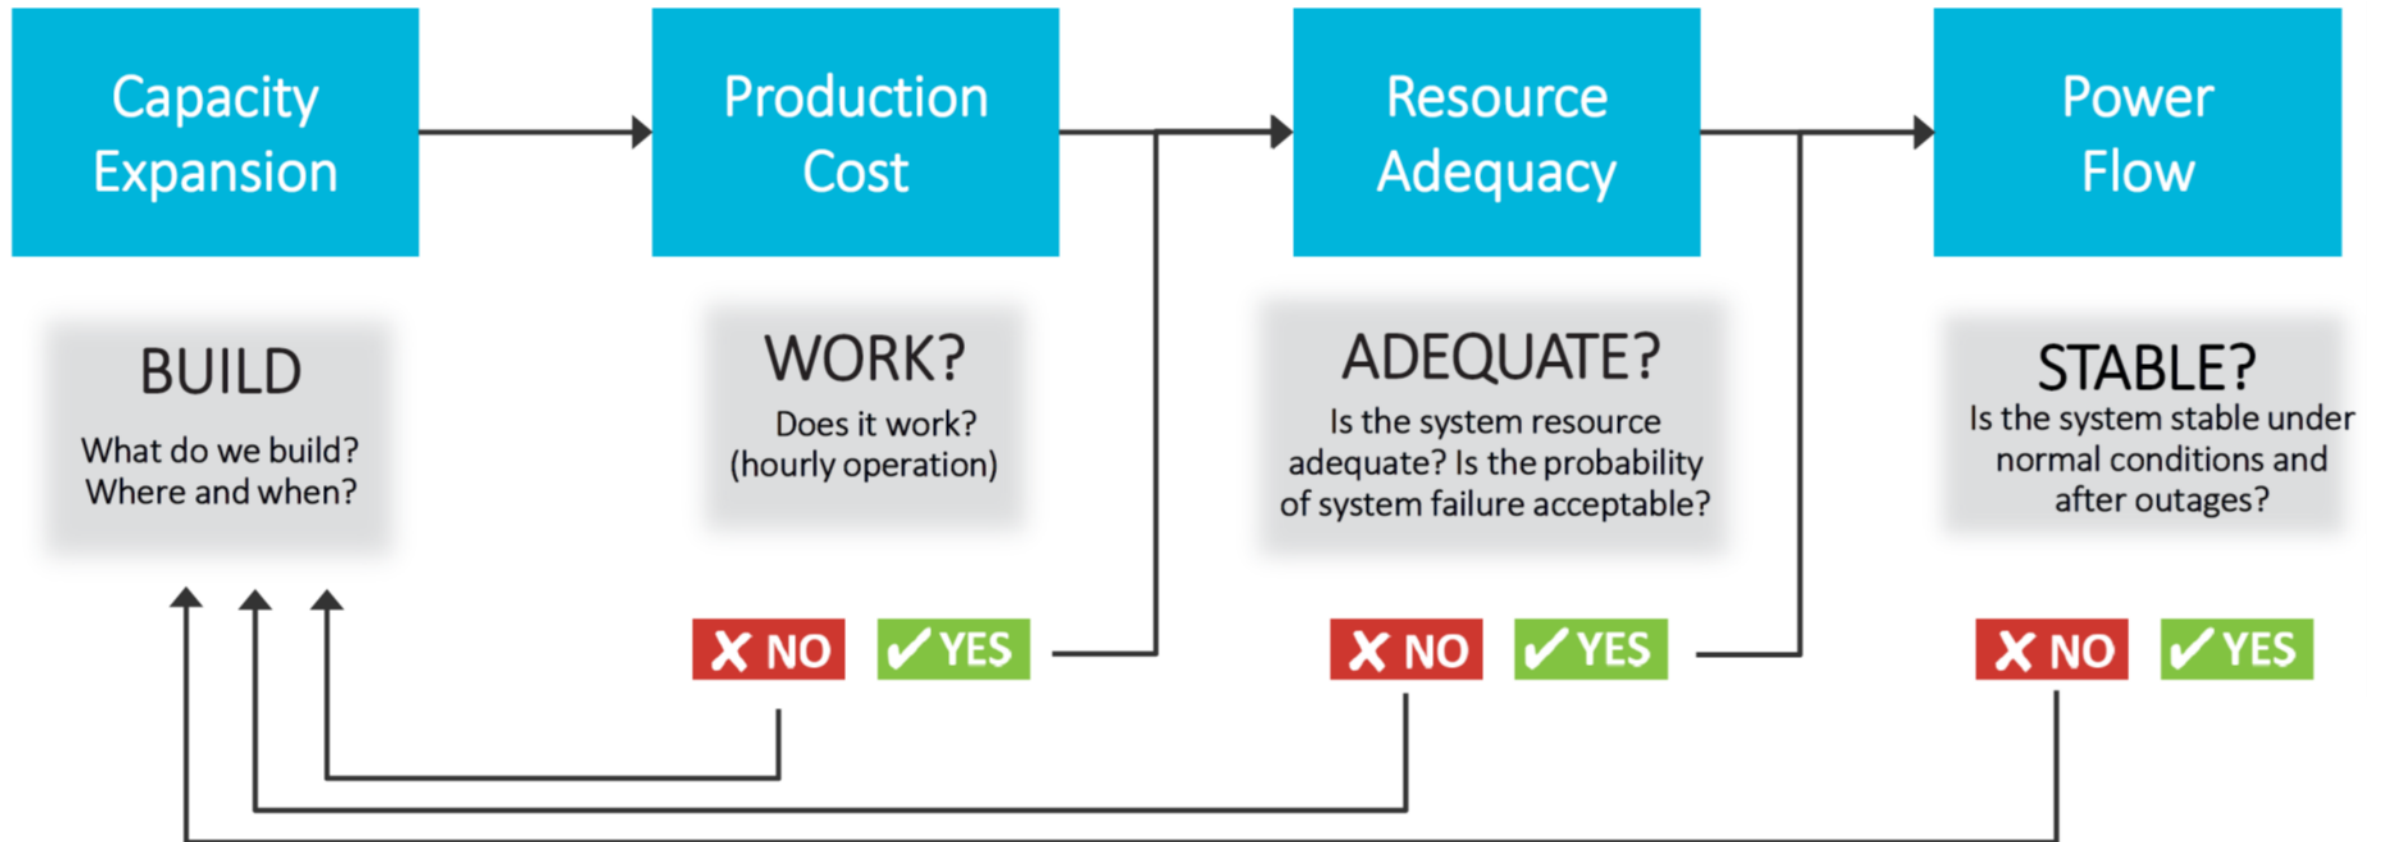 Capacity
Expansion
Production
Cost
Resource
Adequacy
Power
Flow
BUILD
What do we build?
Where and when?
WORK?
Does it work?
(hourly operation)
ADEQUATE?
Is the system resource
adequate? Is the probability
of system failure acceptable?
STABLE?
Is the system stable under
normal conditions and
after outages?
✘ NO
✔ YES
✘ NO
✔ YES
✘ NO
✔ YES